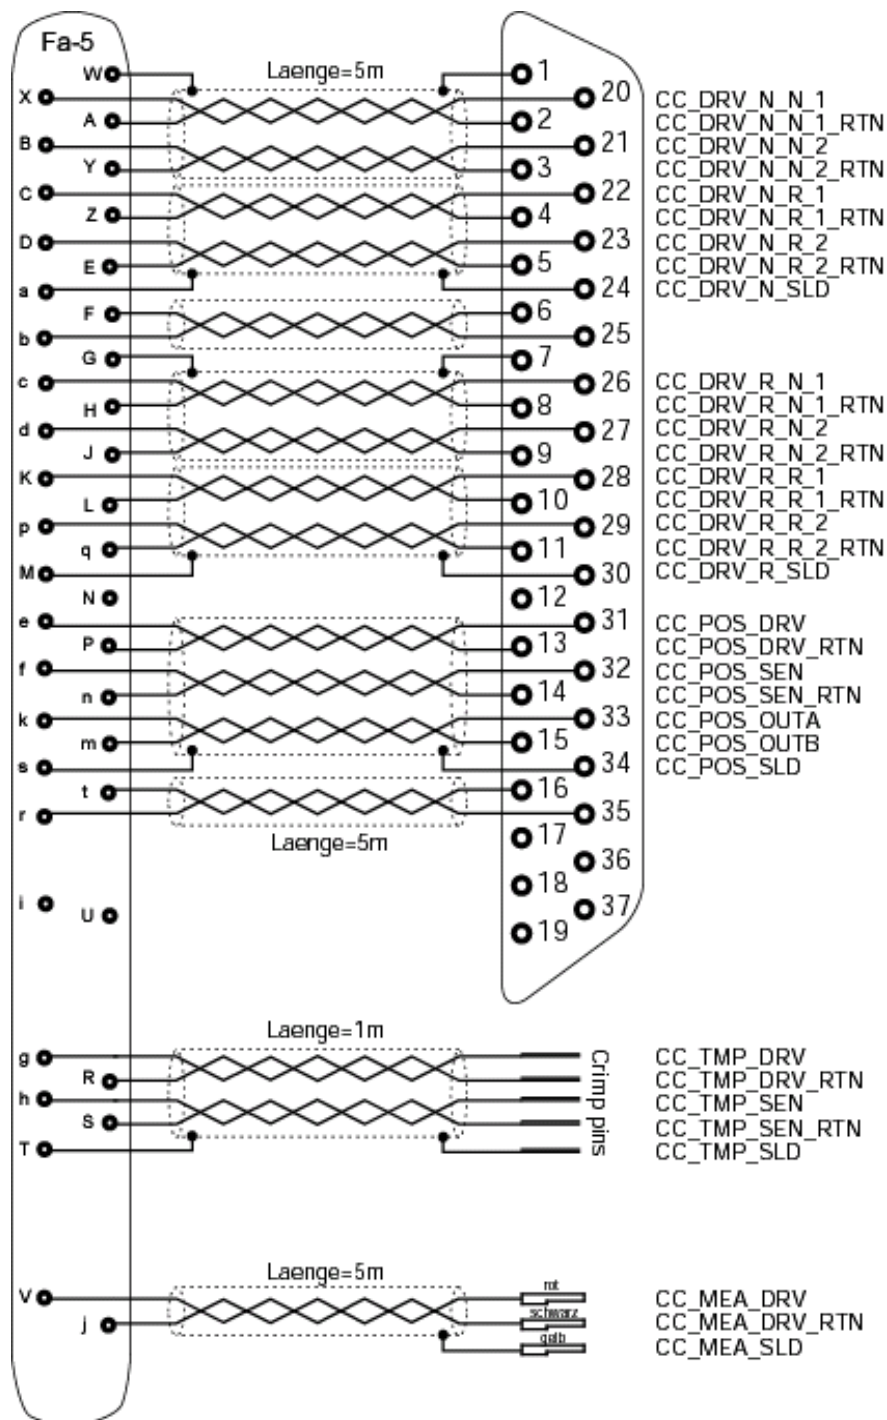 Fa-5
Laenge=5m
W 1
X 20 CC_DRV_N_N_1
A 2 CC_DRV_N_N_1_RTN
B 21 CC_DRV_N_N_2
Y 3 CC_DRV_N_N_2_RTN
C 22 CC_DRV_N_R_1
Z 4 CC_DRV_N_R_1_RTN
D 23 CC_DRV_N_R_2
E 5 CC_DRV_N_R_2_RTN
a 24 CC_DRV_N_SLD
F 6
b 25
G 7
c 26 CC_DRV_R_N_1
H 8 CC_DRV_R_N_1_RTN
d 27 CC_DRV_R_N_2
J 9 CC_DRV_R_N_2_RTN
K 28 CC_DRV_R_R_1
L 10 CC_DRV_R_R_1_RTN
p 29 CC_DRV_R_R_2
q 11 CC_DRV_R_R_2_RTN
M 30 CC_DRV_R_SLD
N 12
e 31 CC_POS_DRV
P 13 CC_POS_DRV_RTN
f 32 CC_POS_SEN
n 14 CC_POS_SEN_RTN
k 33 CC_POS_OUTA
m 15 CC_POS_OUTB
s 34 CC_POS_SLD
t 16
r 35
Laenge=5m
17
36
18
i 37
U 19
Laenge=1m
g CC_TMP_DRV
R CC_TMP_DRV_RTN
h CC_TMP_SEN
S CC_TMP_SEN_RTN
T CC_TMP_SLD
Crimp pins
Laenge=5m
V rot CC_MEA_DRV
j schwarz CC_MEA_DRV_RTN
gelb CC_MEA_SLD